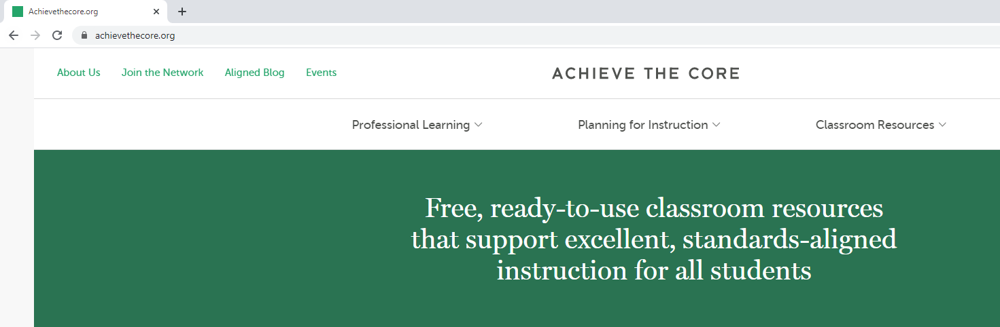 Achievethecore.org
achievethecore.org
About Us Join the Network Aligned Blog Events ACHIEVE THE CORE
Professional Learning Planning for Instruction Classroom Resources
Free, ready-to-use classroom resources
that support excellent, standards-aligned
instruction for all students